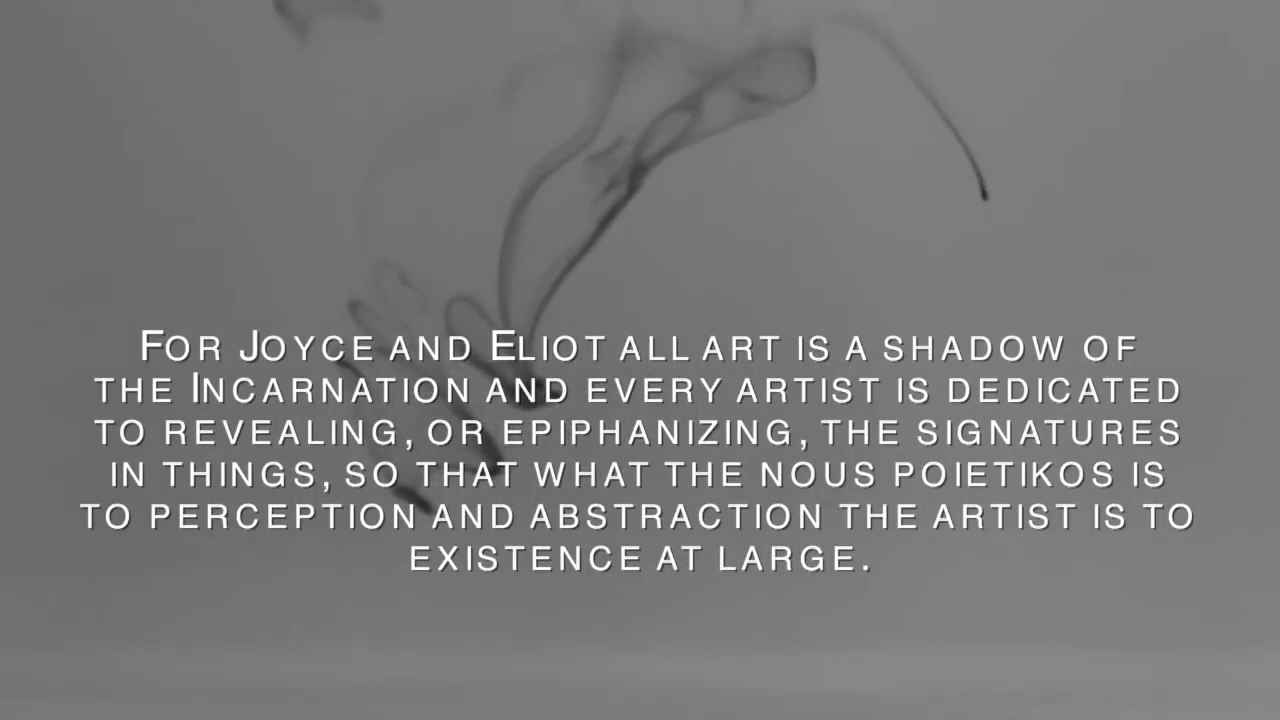 For Joyce and Eliot all art is a shadow of
the Incarnation and every artist is dedicated
to revealing, or epiphanizing, the signatures
in things, so that what the nous poietikos is
to perception and abstraction the artist is to
existence at large.